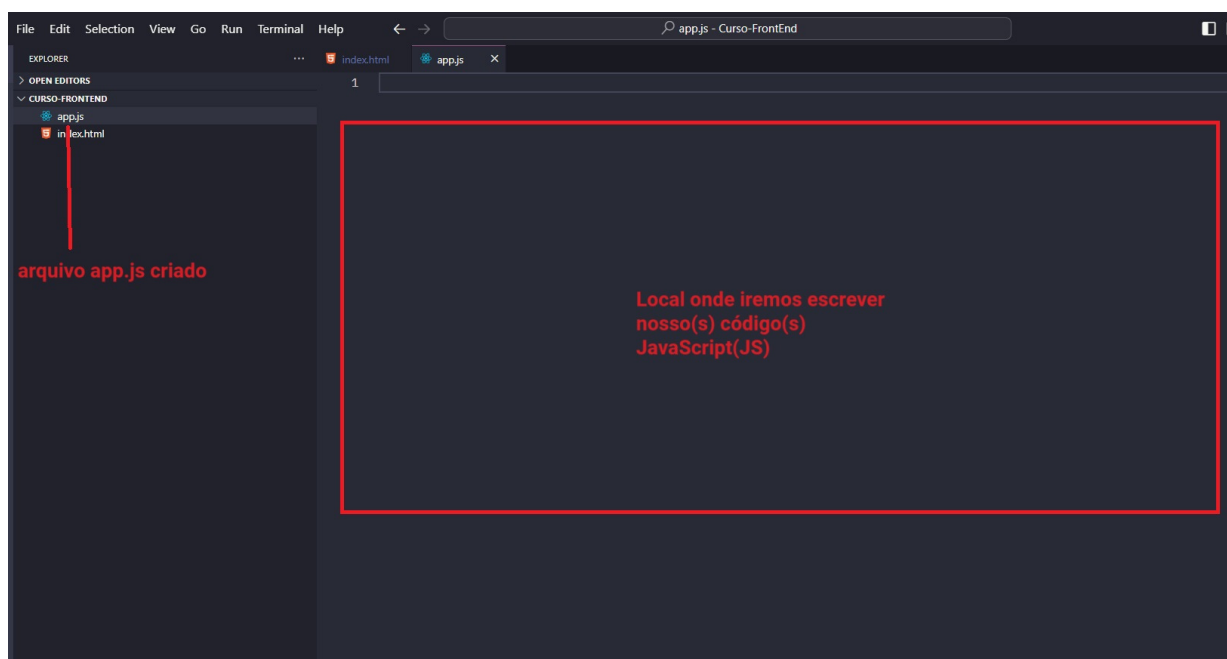 File Edit Selection View Go Run Terminal Help
app.js - Curso-FrontEnd
EXPLORER
index.html
app.js
OPEN EDITORS
1
CURSO-FRONTEND
app.js
index.html
arquivo app.js criado
Local onde iremos escrever
nosso(s) código(s)
JavaScript(JS)